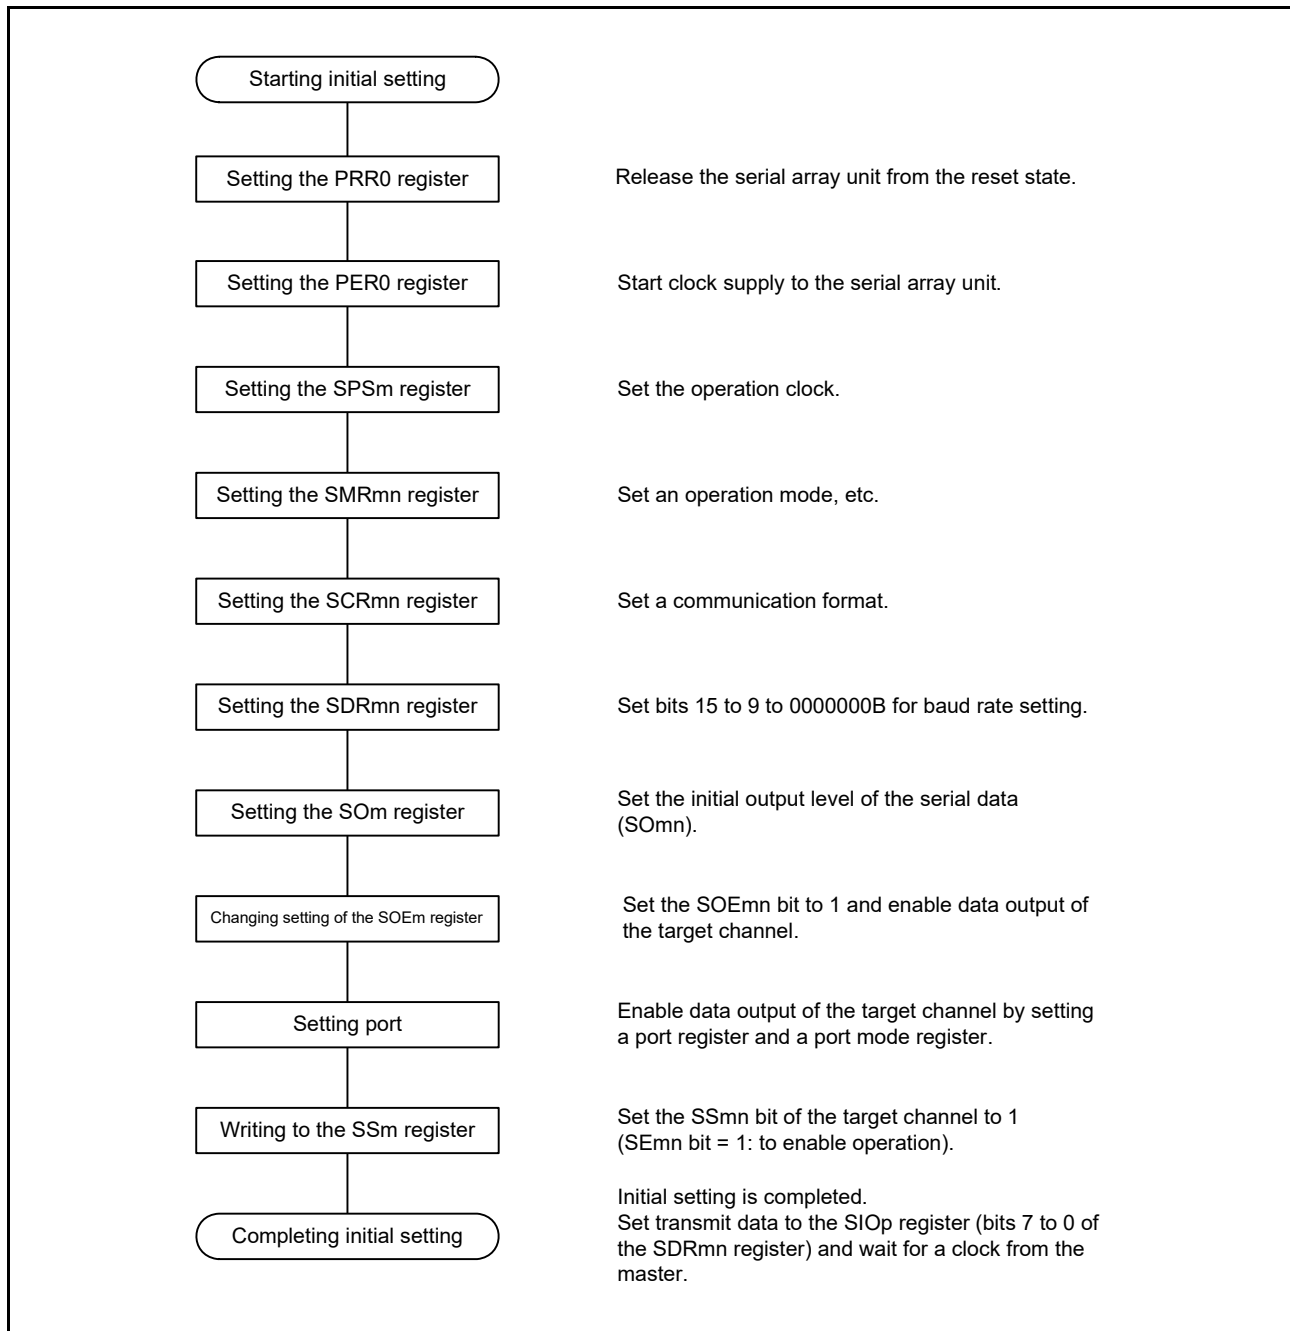 Starting initial setting
Setting the PRR0 register
Release the serial array unit from the reset state.
Setting the PER0 register
Start clock supply to the serial array unit.
Setting the SPSm register
Set the operation clock.
Setting the SMRmn register
Set an operation mode, etc.
Setting the SCRmn register
Set a communication format.
Setting the SDRmn register
Set bits 15 to 9 to 0000000B for baud rate setting.
Setting the SOm register
Set the initial output level of the serial data
(SOmn).
Changing setting of the SOEm register
Set the SOEmn bit to 1 and enable data output of
the target channel.
Setting port
Enable data output of the target channel by setting
a port register and a port mode register.
Writing to the SSm register
Set the SSmn bit of the target channel to 1
(SEmn bit = 1: to enable operation).
Completing initial setting
Initial setting is completed.
Set transmit data to the SIOp register (bits 7 to 0 of
the SDRmn register) and wait for a clock from the
master.